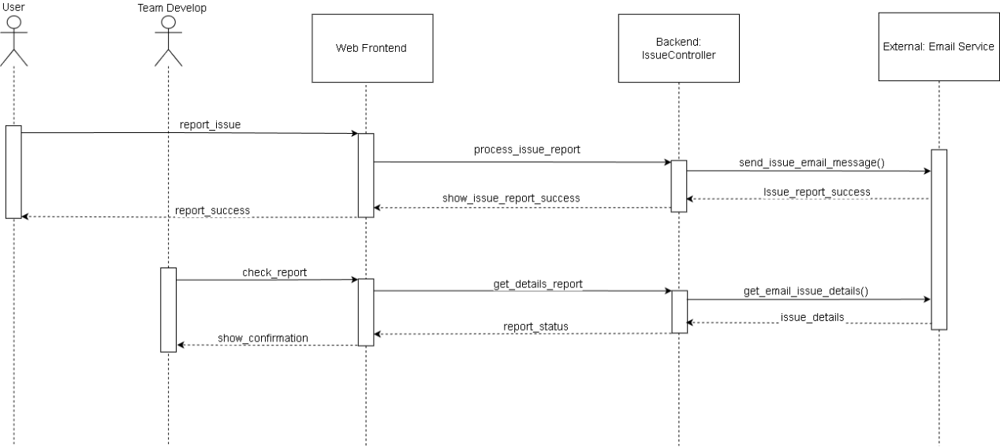 User
Team Develop
Web Frontend
Backend:
IssueController
External: Email Service
report_issue
process_issue_report
send_issue_email_message()
Issue_report_success
show_issue_report_success
report_success
check_report
get_details_report
get_email_issue_details()
issue_details
report_status
show_confirmation